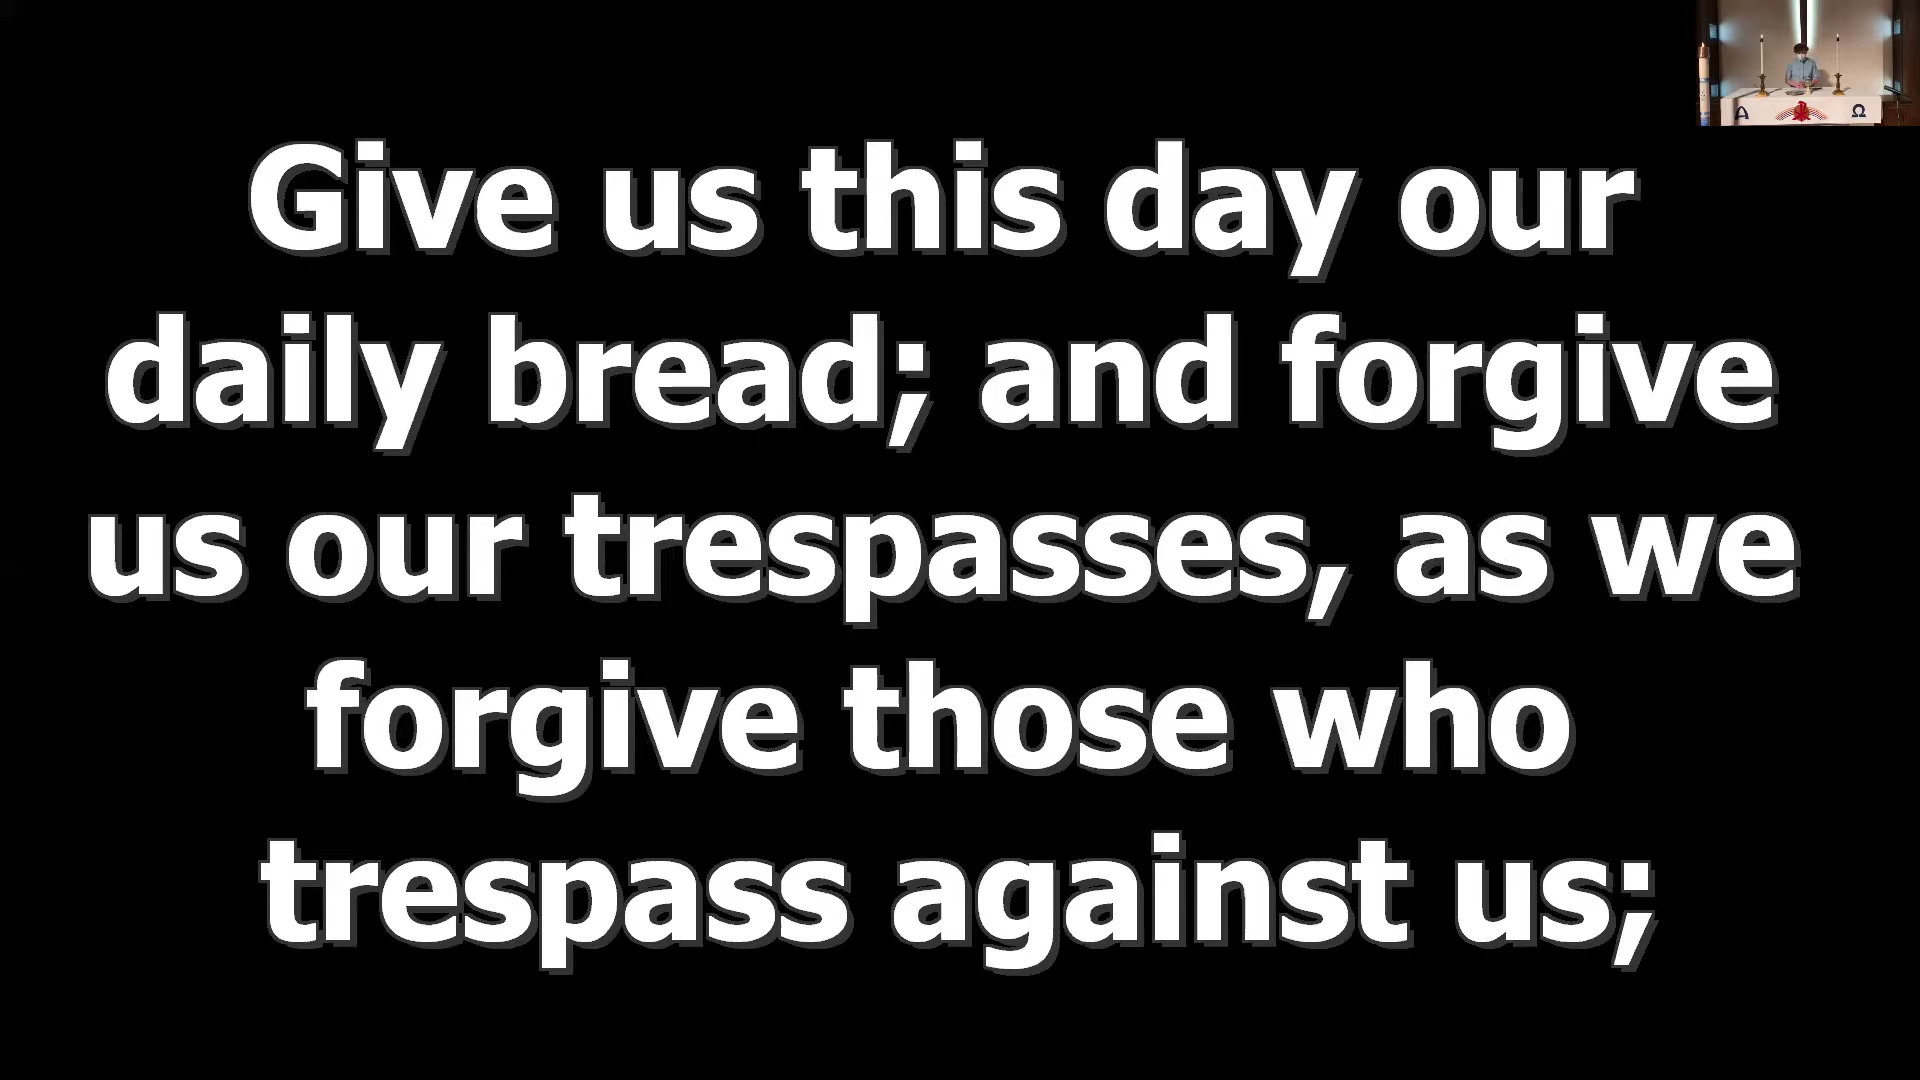 Give us this day our
daily bread; and forgive
us our trespasses, as we
forgive those who
trespass against us;
Α Ω